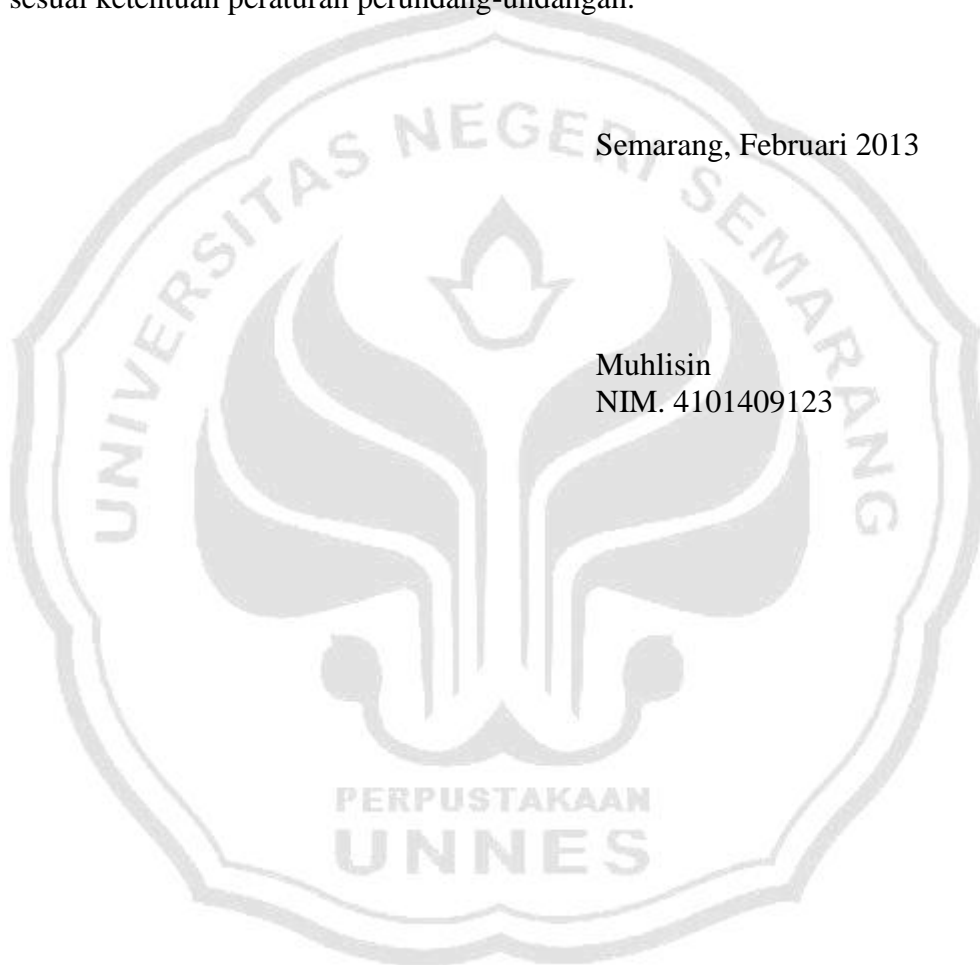 sesuai ketentuan peraturan perundang-undangan.
Semarang, Februari 2013
Muhlisin
NIM. 4101409123
UNIVERSITAS NEGERI SEMARANG
PERPUSTAKAAN
UNNES